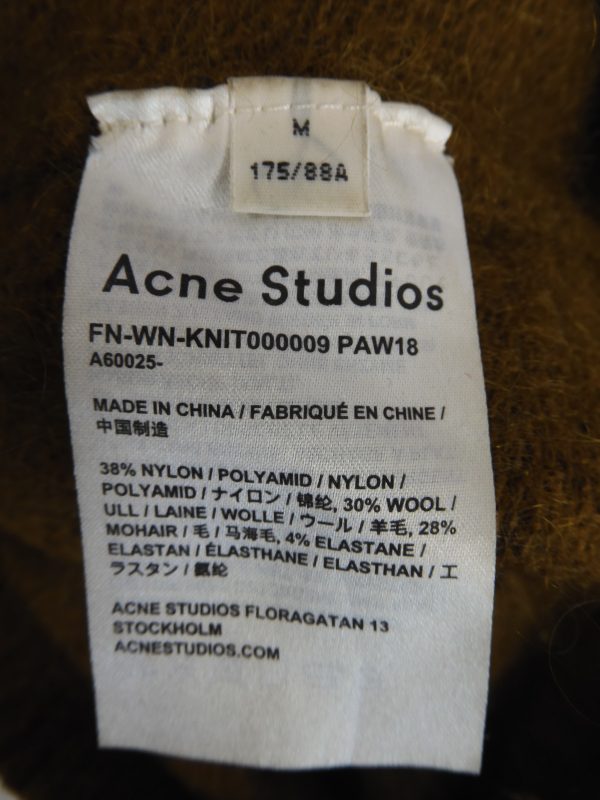 M
175/88A
Acne Studios
FN-WN-KNIT000009 PAW18
A60025-
MADE IN CHINA / FABRIQUÉ EN CHINE /
中国制造
38% NYLON / POLYAMID / NYLON /
POLYAMID / ナイロン / 锦纶, 30% WOOL /
ULL / LAINE / WOLLE / ウール / 羊毛, 28%
MOHAIR / 毛 / 马海毛, 4% ELASTANE /
ELASTAN / ÉLASTHANE / ELASTHAN / エ
ラスタン / 氨纶
ACNE STUDIOS FLORAGATAN 13
STOCKHOLM
ACNESTUDIOS.COM